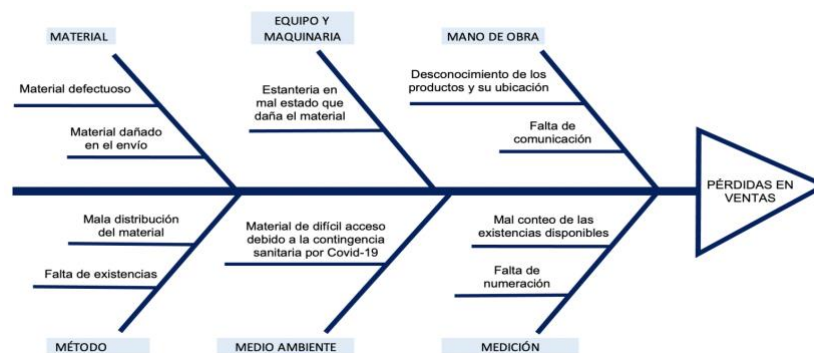 MATERIAL
EQUIPO Y
MAQUINARIA
MANO DE OBRA
Material defectuoso
Material dañado
en el envío
Estanteria en
mal estado que
daña el material
Desconocimiento de los
productos y su ubicación
Falta de
comunicación
PÉRDIDAS EN
VENTAS
Mala distribución
del material
Falta de existencias
Material de difícil acceso
debido a la contingencia
sanitaria por Covid-19
Mal conteo de las
existencias disponibles
Falta de
numeración
MÉTODO
MEDIO AMBIENTE
MEDICIÓN